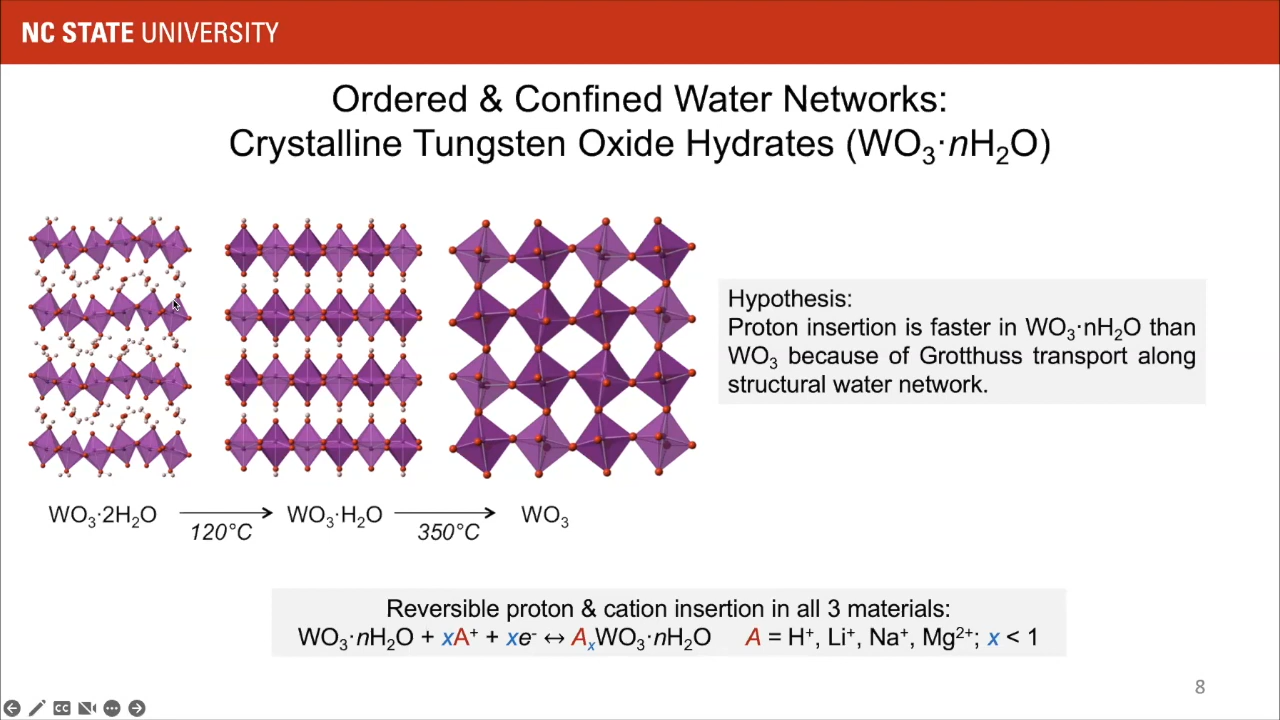 NC STATE UNIVERSITY
Ordered & Confined Water Networks:
Crystalline Tungsten Oxide Hydrates (WO₃·nH₂O)
Hypothesis:
Proton insertion is faster in WO₃·nH₂O than
WO₃ because of Grotthuss transport along
structural water network.
WO₃·2H₂O 120°C WO₃·H₂O 350°C WO₃
Reversible proton & cation insertion in all 3 materials:
WO₃·nH₂O + xA⁺ + xe⁻ ↔ AₓWO₃·nH₂O A = H⁺, Li⁺, Na⁺, Mg²⁺; x < 1
8
CC